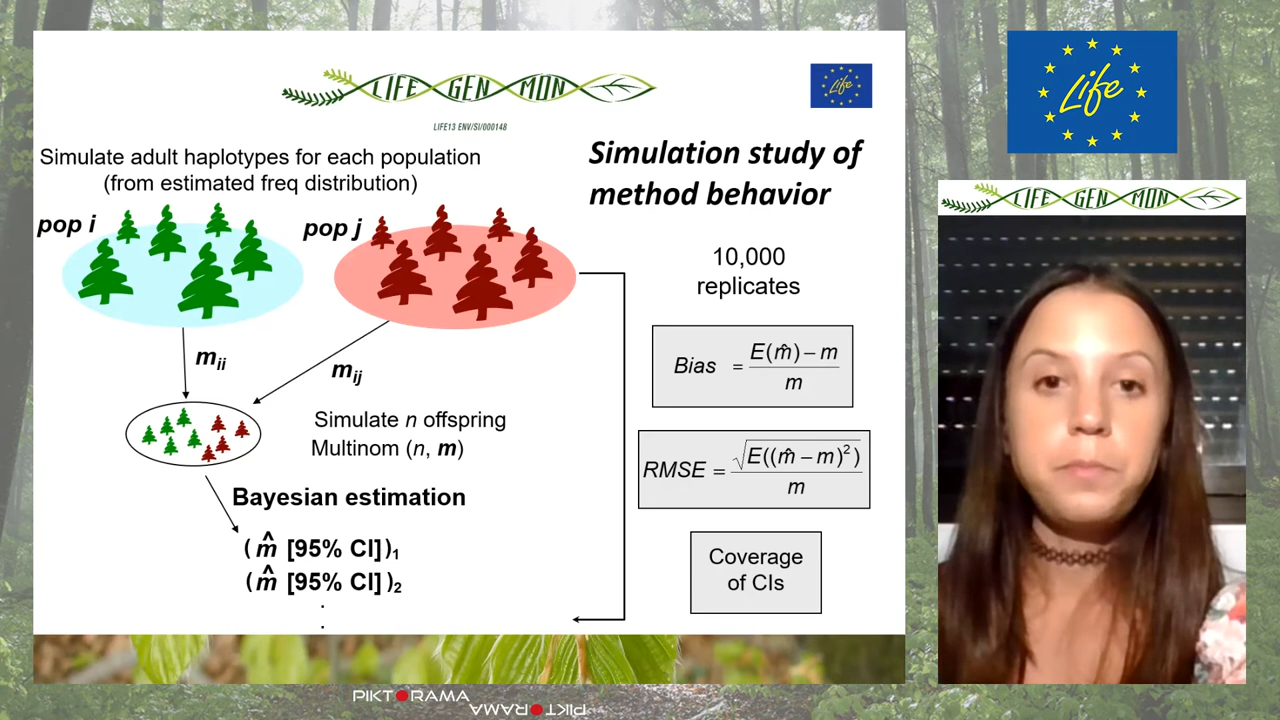 LIFE GEN MON
LIFE13 ENV/SI/000148
Life
Simulate adult haplotypes for each population
(from estimated freq distribution)
pop i
pop j
m_ii
m_ij
Simulate n offspring
Multinom (n, m)
Bayesian estimation
(m̂ [95% CI])₁
(m̂ [95% CI])₂
.
.
Simulation study of
method behavior
10,000
replicates
Bias = (E(m̂) – m) / m
RMSE = √E((m̂ – m)²) / m
Coverage
of CIs
Life
LIFE GEN MON
PIKTORAMA
PIKTORAMA